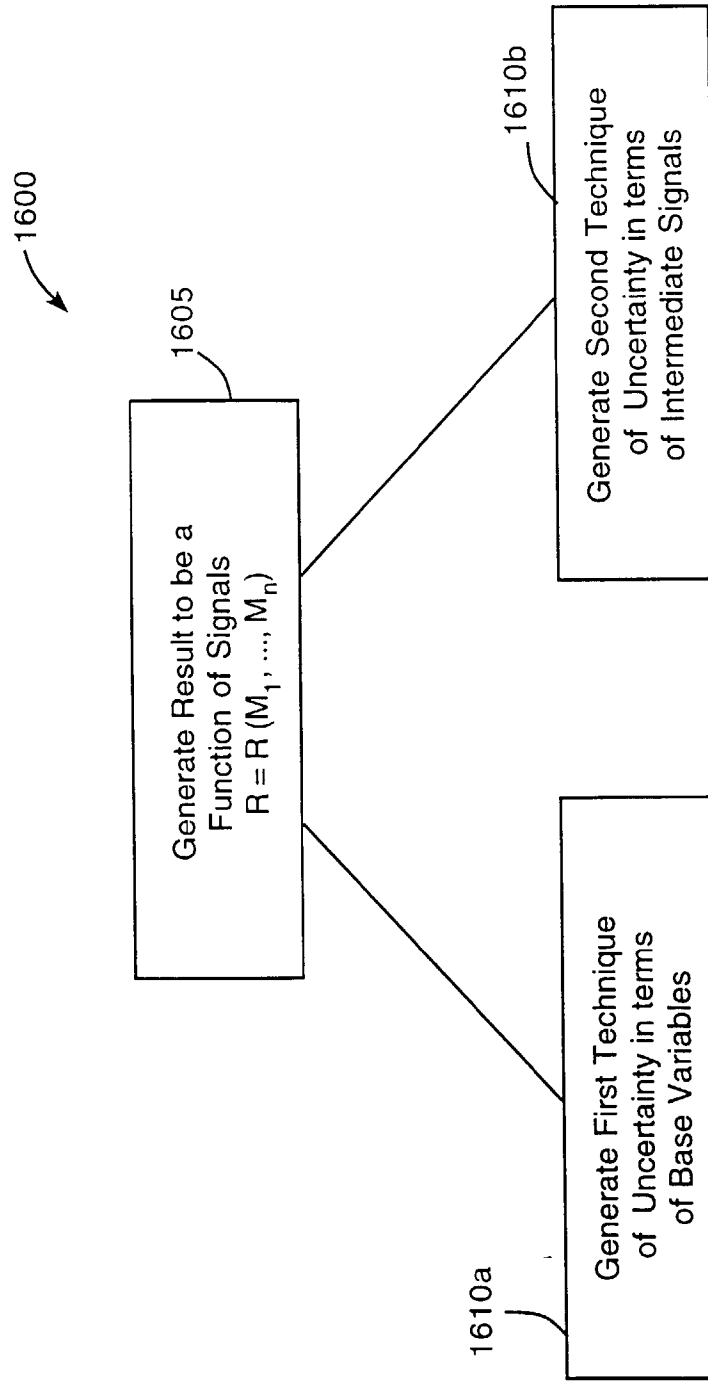 1600
1605
Generate Result to be a
Function of Signals
R = R (M₁, ..., Mₙ)
1610a
Generate First Technique
of Uncertainty in terms
of Base Variables
1610b
Generate Second Technique
of Uncertainty in terms
of Intermediate Signals